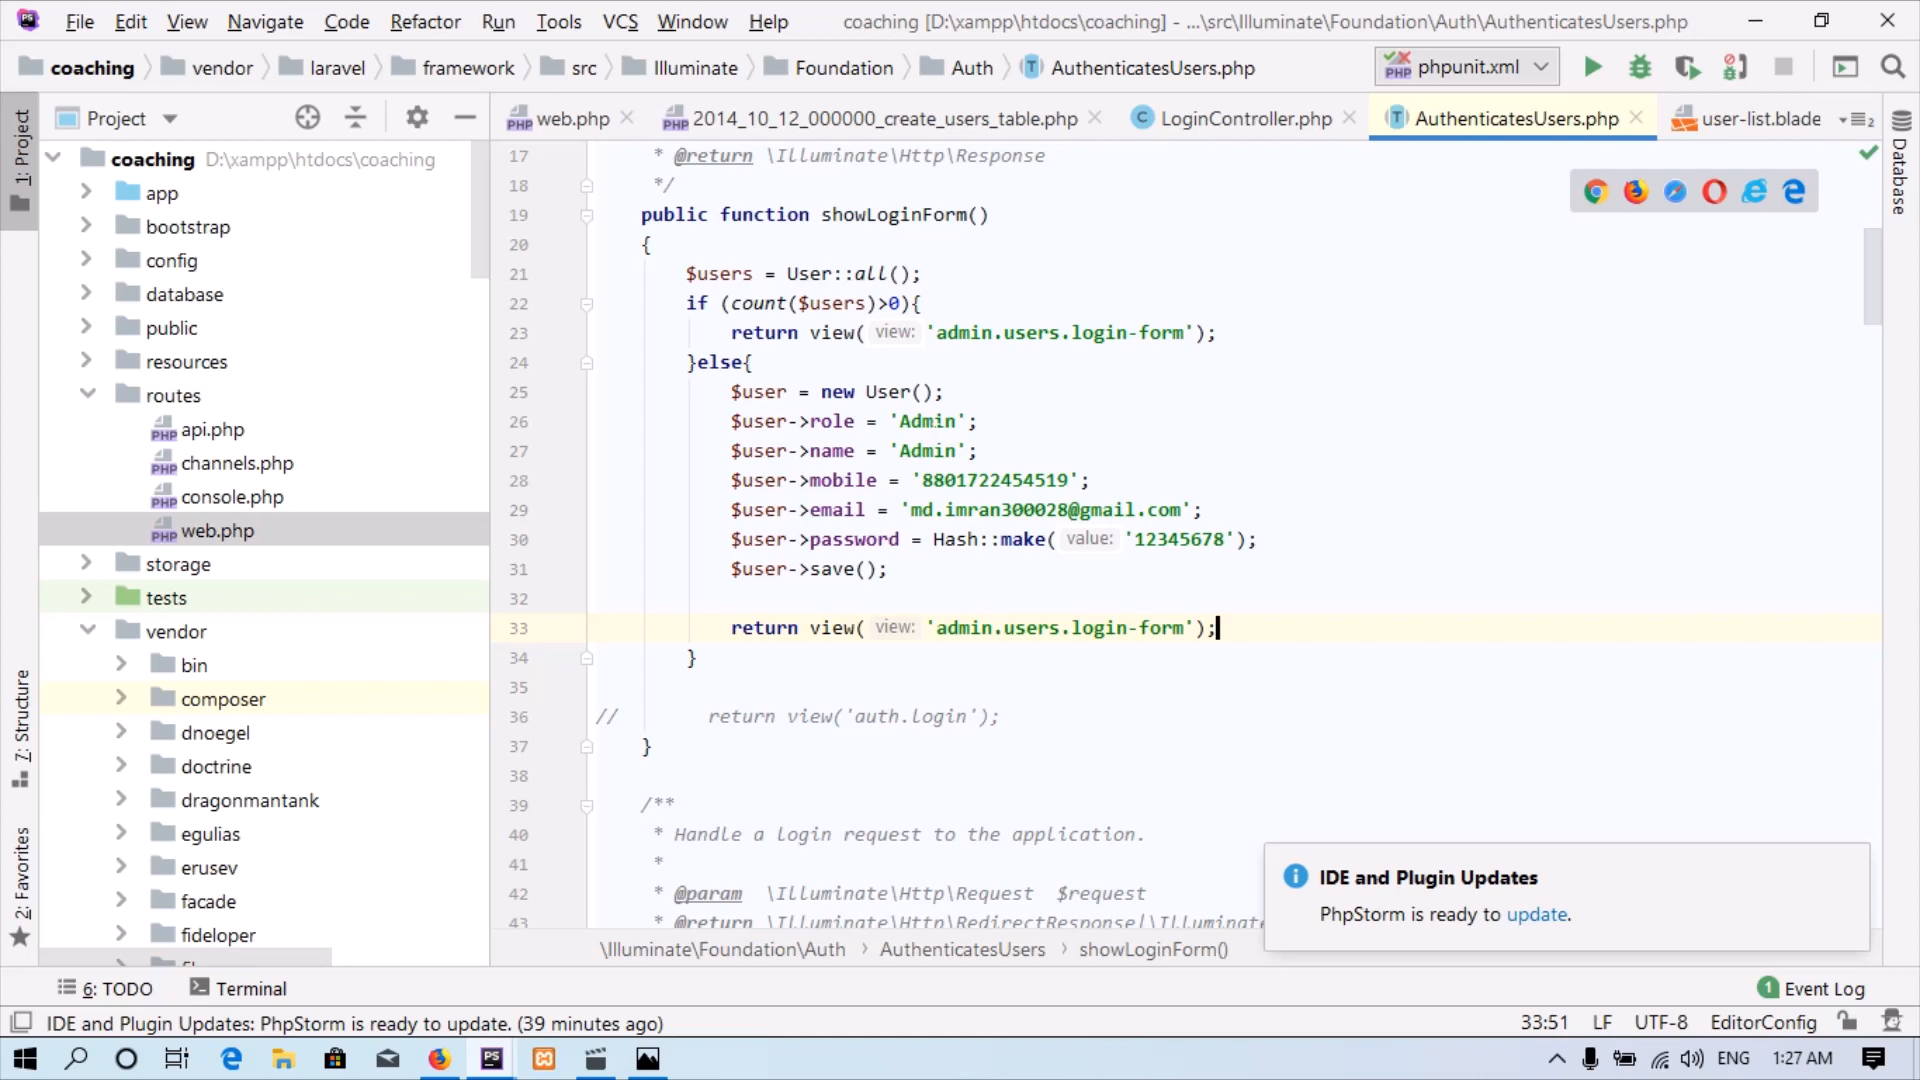 File Edit View Navigate Code Refactor Run Tools VCS Window Help coaching [D:\xampp\htdocs\coaching] - ...\src\Illuminate\Foundation\Auth\AuthenticatesUsers.php
coaching vendor laravel framework src Illuminate Foundation Auth AuthenticatesUsers.php phpunit.xml
Project web.php 2014_10_12_000000_create_users_table.php LoginController.php AuthenticatesUsers.php user-list.blade
1: Project
7: Structure
2: Favorites
Database
coaching D:\xampp\htdocs\coaching
app
bootstrap
config
database
public
resources
routes
api.php
channels.php
console.php
web.php
storage
tests
vendor
bin
composer
dnoegel
doctrine
dragonmantank
egulias
erusev
facade
fideloper
17 * @return \Illuminate\Http\Response
18 */
19 public function showLoginForm()
20 {
21 $users = User::all();
22 if (count($users)>0){
23 return view( view: 'admin.users.login-form');
24 }else{
25 $user = new User();
26 $user->role = 'Admin';
27 $user->name = 'Admin';
28 $user->mobile = '8801722454519';
29 $user->email = 'md.imran300028@gmail.com';
30 $user->password = Hash::make( value: '12345678');
31 $user->save();
32
33 return view( view: 'admin.users.login-form');
34 }
35
36 // return view('auth.login');
37 }
38
39 /**
40 * Handle a login request to the application.
41 *
42 * @param \Illuminate\Http\Request $request
43 * @return \Illuminate\Http\RedirectResponse|\Illuminate
IDE and Plugin Updates
PhpStorm is ready to update.
\Illuminate\Foundation\Auth AuthenticatesUsers showLoginForm()
6: TODO Terminal 1 Event Log
IDE and Plugin Updates: PhpStorm is ready to update. (39 minutes ago) 33:51 LF UTF-8 EditorConfig
ENG 1:27 AM